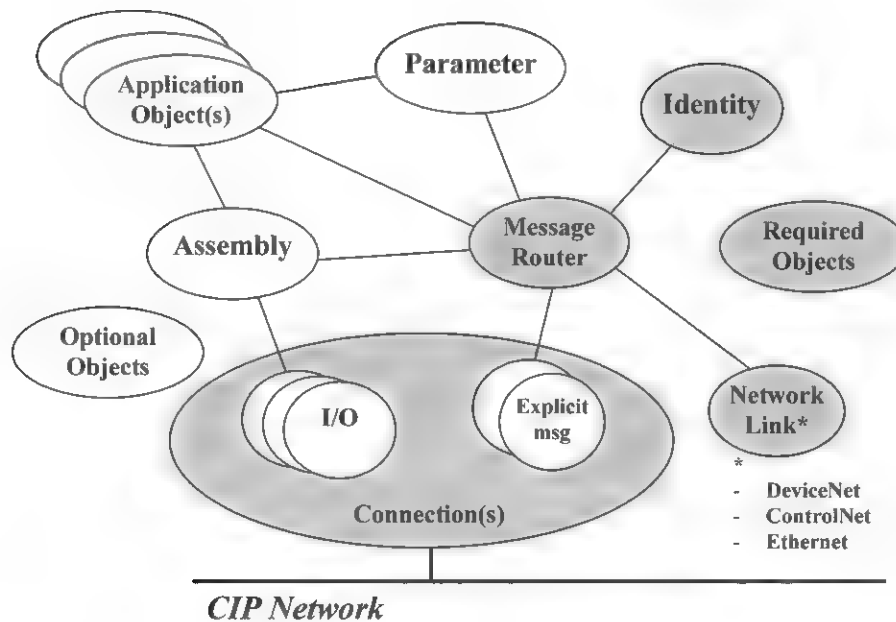 Application
Object(s)
Parameter
Identity
Assembly
Message
Router
Required
Objects
Optional
Objects
I/O
Explicit
msg
Network
Link*
Connection(s)
*
- DeviceNet
- ControlNet
- Ethernet
CIP Network